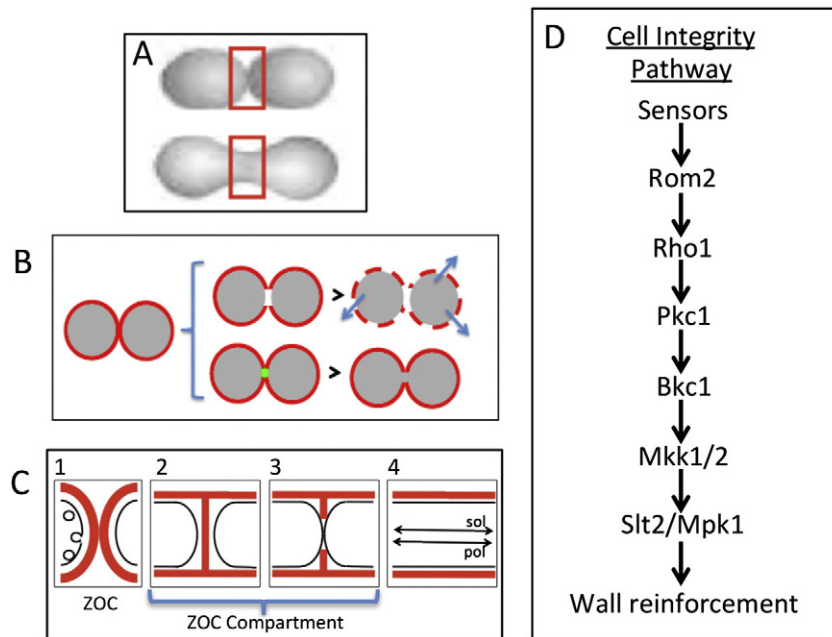 A
B
C
1
2
3
4
sol
pol
ZOC
ZOC Compartment
D
Cell Integrity
Pathway
Sensors
Rom2
Rho1
Pkc1
Bkc1
Mkk1/2
Slt2/Mpk1
Wall reinforcement